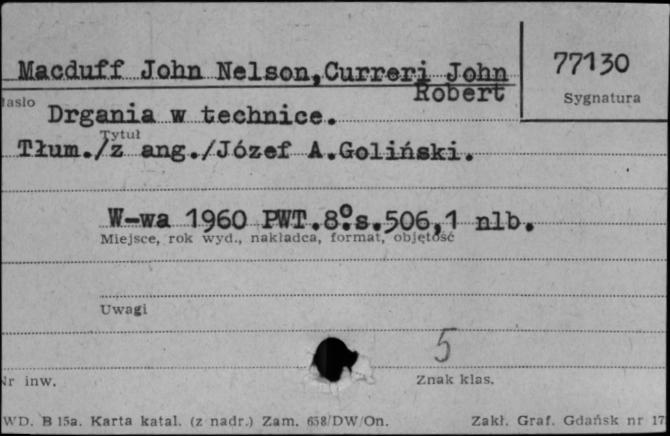 Macduff John Nelson,Curreri John
Robert
77130
Sygnatura
Drgania w technice.
Tytuł
Tłum./z ang./Józef A.Goliński.
W-wa 1960 PWT.8º.s.506,1 nlb.
Miejsce, rok wyd., nakładca, format, objętość
Uwagi
5
Nr inw.
Znak klas.
WD. B 15a. Karta katal. (z nadr.) Zam. 658/DW/On.
Zakł. Graf. Gdańsk nr 17